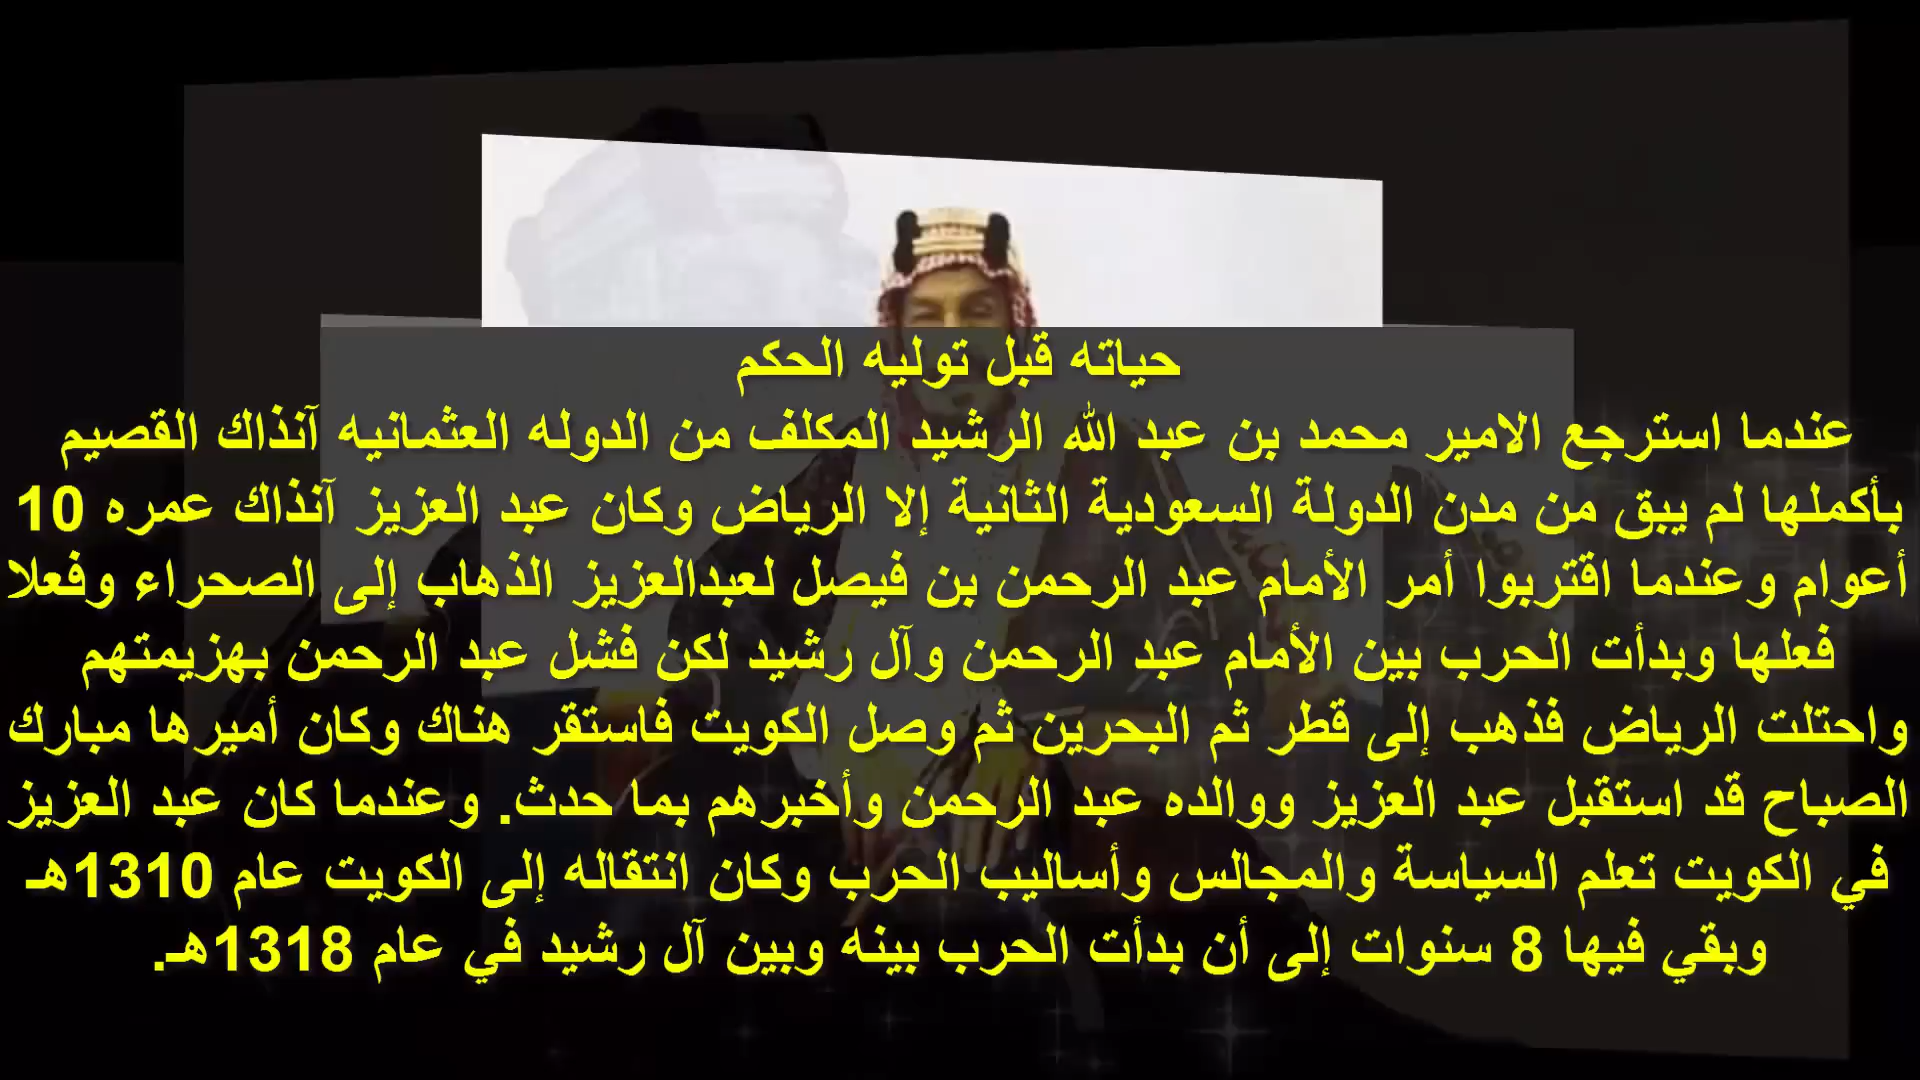 حياته قبل توليه الحكم
عندما استرجع الامير محمد بن عبد الله الرشيد المكلف من الدوله العثمانيه آنذاك القصيم
بأكملها لم يبق من مدن الدولة السعودية الثانية إلا الرياض وكان عبد العزيز آنذاك عمره 10
أعوام وعندما اقتربوا أمر الأمام عبد الرحمن بن فيصل لعبدالعزيز الذهاب إلى الصحراء وفعلا
فعلها وبدأت الحرب بين الأمام عبد الرحمن وآل رشيد لكن فشل عبد الرحمن بهزيمتهم
واحتلت الرياض فذهب إلى قطر ثم البحرين ثم وصل الكويت فاستقر هناك وكان أميرها مبارك
الصباح قد استقبل عبد العزيز ووالده عبد الرحمن وأخبرهم بما حدث. وعندما كان عبد العزيز
في الكويت تعلم السياسة والمجالس وأساليب الحرب وكان انتقاله إلى الكويت عام 1310هـ
وبقي فيها 8 سنوات إلى أن بدأت الحرب بينه وبين آل رشيد في عام 1318هـ.